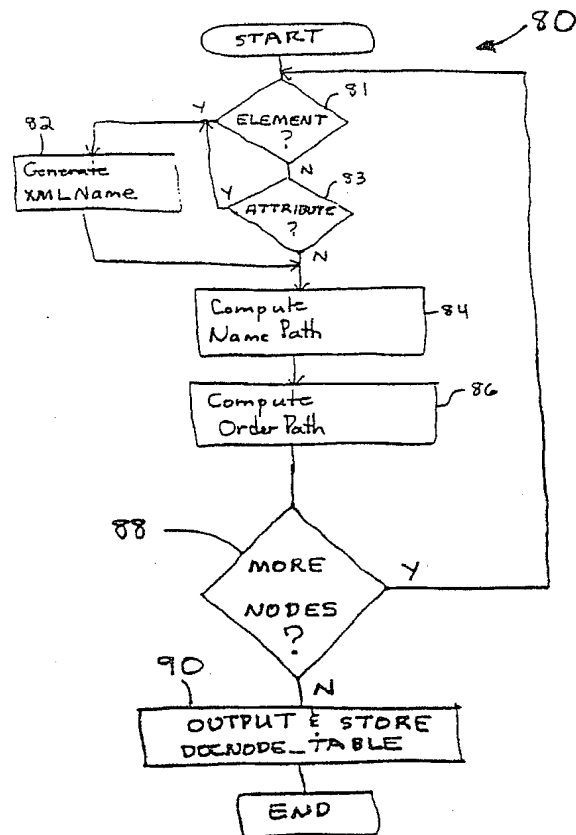 80
START
81
Y
ELEMENT
?
82
Generate
XMLName
N
83
Y
ATTRIBUTE
?
N
Compute
Name Path
84
Compute
Order Path
86
88
MORE
NODES
?
Y
N
90
OUTPUT & STORE
DOCNODE_TABLE
END